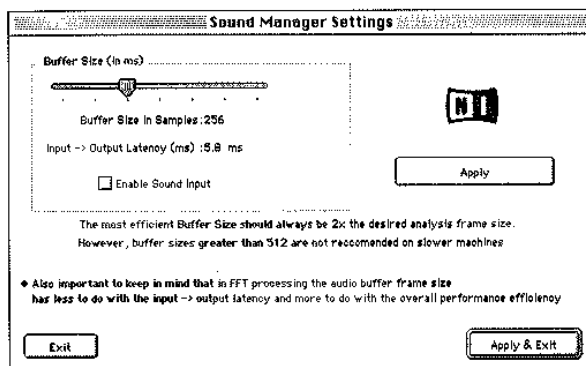 Sound Manager Settings
Buffer Size (in ms)
Buffer Size in Samples :256
Input -> Output Latency (ms) :5.8 ms
Enable Sound Input
NI
Apply
The most efficient Buffer Size should always be 2x the desired analysis frame size.
However, buffer sizes greater than 512 are not reccomended on slower machines
• Also important to keep in mind that in FFT processing the audio buffer frame size
has less to do with the input -> output latency and more to do with the overall performance efficiency
Exit
Apply & Exit